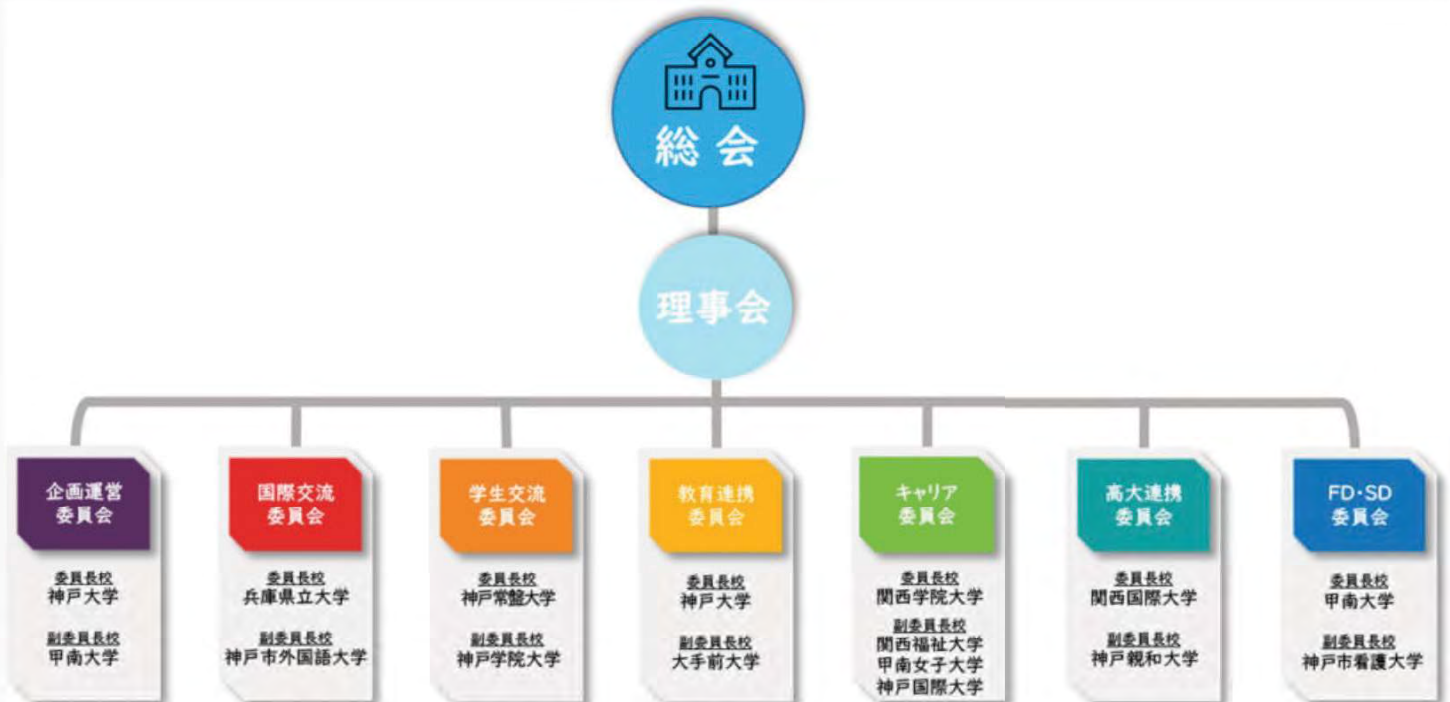 総会
理事会
企画運営
委員会
委員長校
神戸大学
副委員長校
甲南大学
国際交流
委員会
委員長校
兵庫県立大学
副委員長校
神戸市外国語大学
学生交流
委員会
委員長校
神戸常盤大学
副委員長校
神戸学院大学
教育連携
委員会
委員長校
神戸大学
副委員長校
大手前大学
キャリア
委員会
委員長校
関西学院大学
副委員長校
関西福祉大学
甲南女子大学
神戸国際大学
高大連携
委員会
委員長校
関西国際大学
副委員長校
神戸親和大学
FD・SD
委員会
委員長校
甲南大学
副委員長校
神戸市看護大学